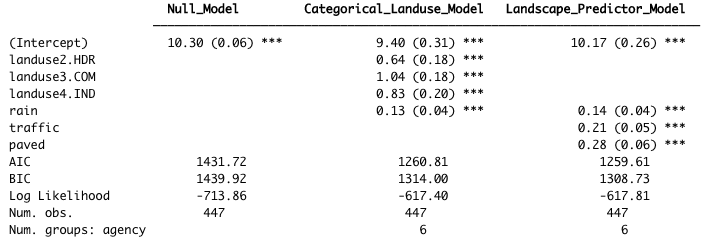 Null_Model Categorical_Landuse_Model Landscape_Predictor_Model
(Intercept) 10.30 (0.06) *** 9.40 (0.31) *** 10.17 (0.26) ***
landuse2.HDR 0.64 (0.18) ***
landuse3.COM 1.04 (0.18) ***
landuse4.IND 0.83 (0.20) ***
rain 0.13 (0.04) *** 0.14 (0.04) ***
traffic 0.21 (0.05) ***
paved 0.28 (0.06) ***
AIC 1431.72 1260.81 1259.61
BIC 1439.92 1314.00 1308.73
Log Likelihood -713.86 -617.40 -617.81
Num. obs. 447 447 447
Num. groups: agency 6 6